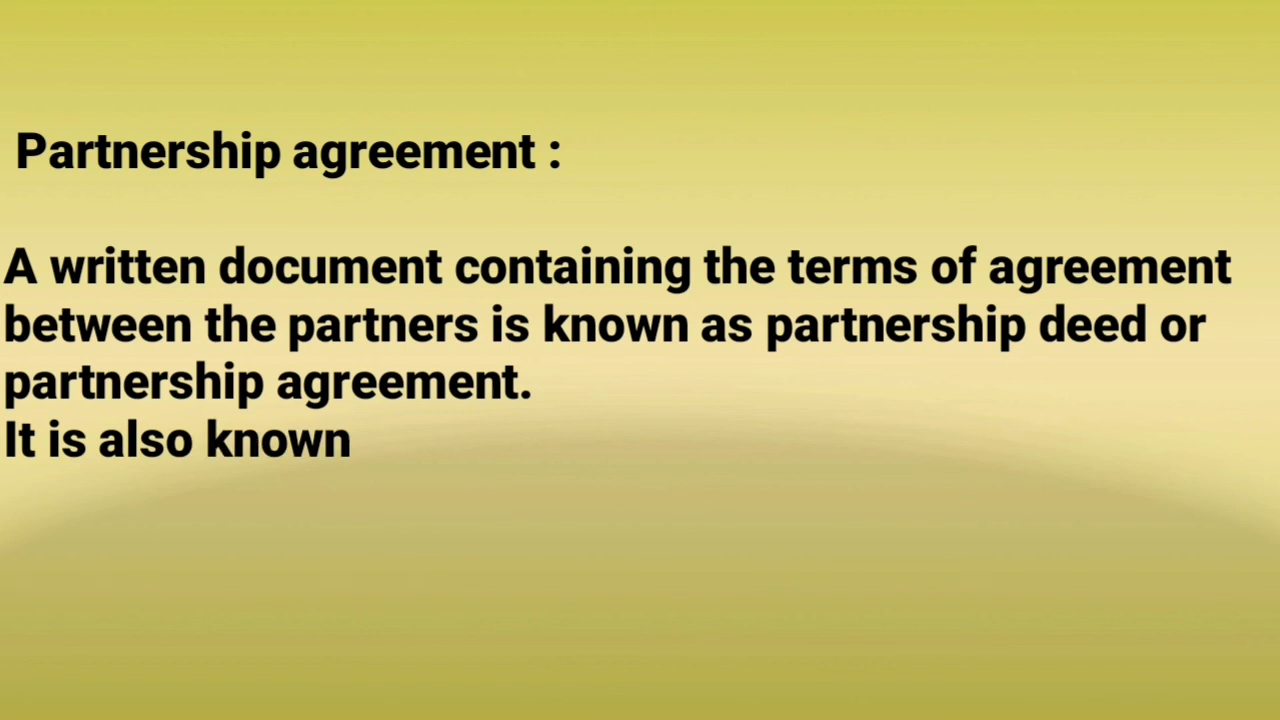 Partnership agreement :
A written document containing the terms of agreement
between the partners is known as partnership deed or
partnership agreement.
It is also known